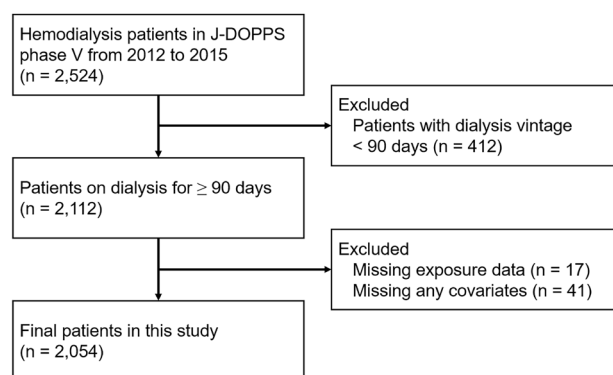 Hemodialysis patients in J-DOPPS
phase V from 2012 to 2015
(n = 2,524)
Excluded
Patients with dialysis vintage
< 90 days (n = 412)
Patients on dialysis for ≥ 90 days
(n = 2,112)
Excluded
Missing exposure data (n = 17)
Missing any covariates (n = 41)
Final patients in this study
(n = 2,054)